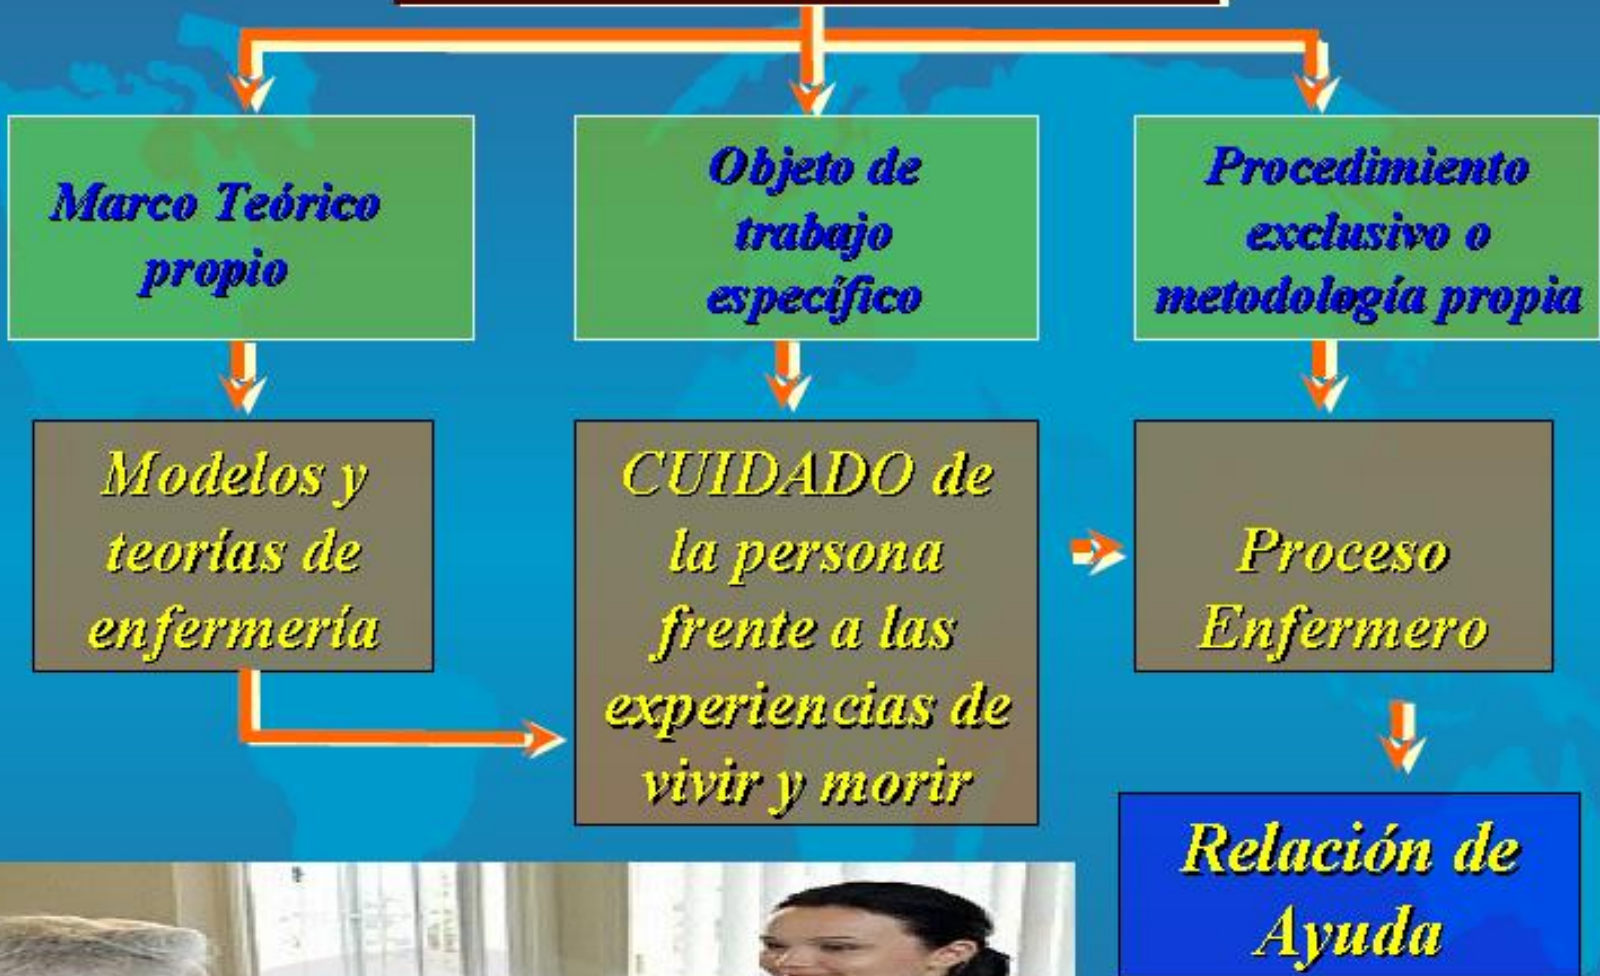 Marco Teórico
propio
Objeto de
trabajo
específico
Procedimiento
exclusivo o
metodología propia
Modelos y
teorías de
enfermería
CUIDADO de
la persona
frente a las
experiencias de
vivir y morir
Proceso
Enfermero
Relación de
Ayuda